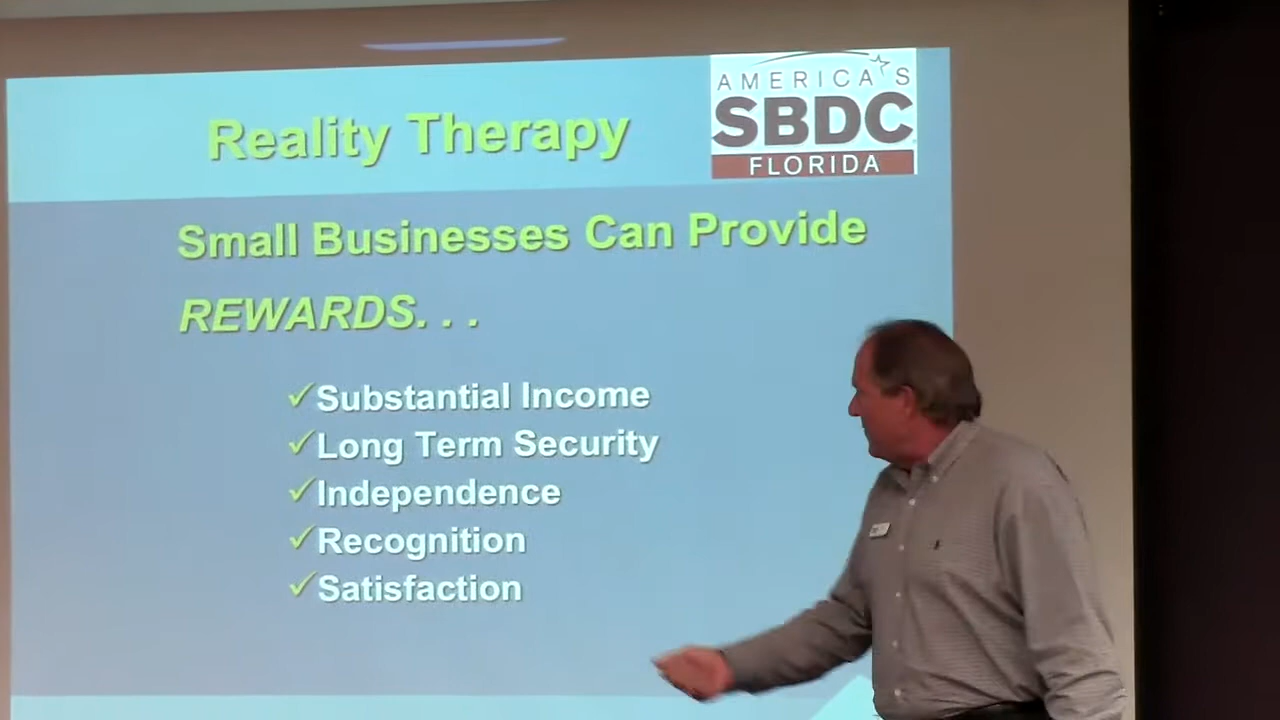 Reality Therapy
AMERICA'S
SBDC
FLORIDA
Small Businesses Can Provide
REWARDS. . .
✓Substantial Income
✓Long Term Security
✓Independence
✓Recognition
✓Satisfaction